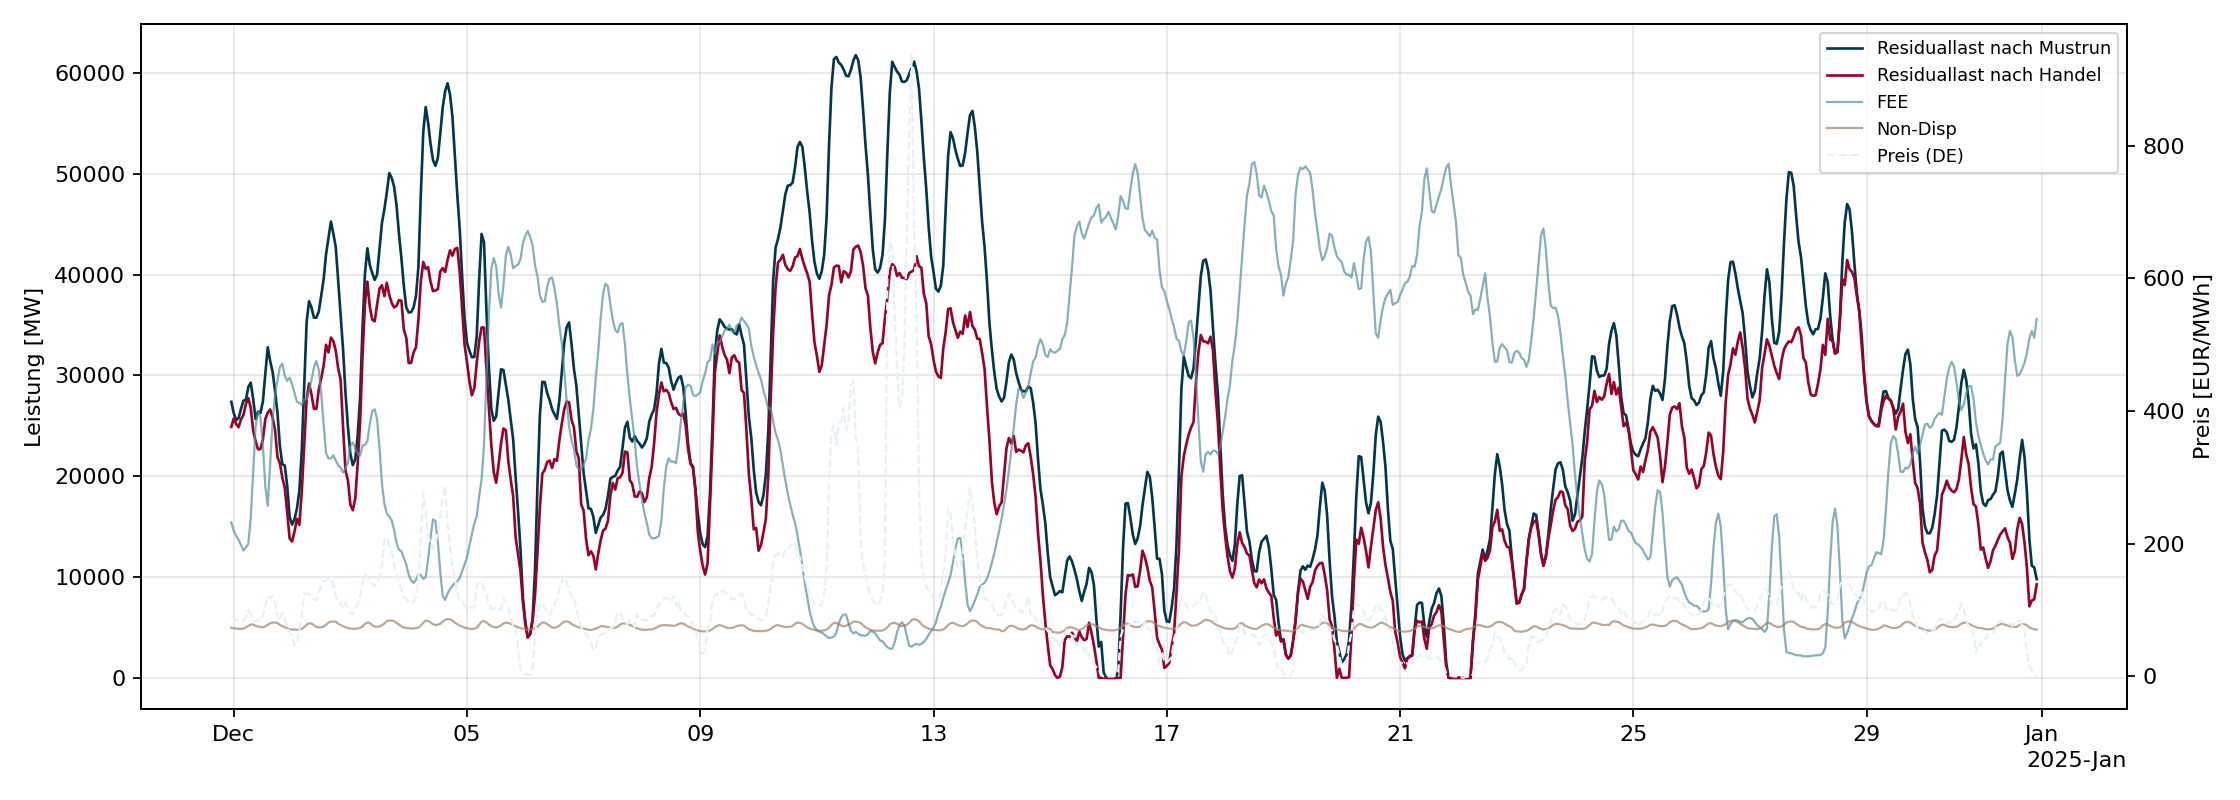 Residuallast nach Mustrun
Residuallast nach Handel
FEE
Non-Disp
Preis (DE)
Leistung [MW]
60000
50000
40000
30000
20000
10000
0
800
600
400
200
0
Preis [EUR/MWh]
Dec 05 09 13 17 21 25 29 Jan
2025-Jan